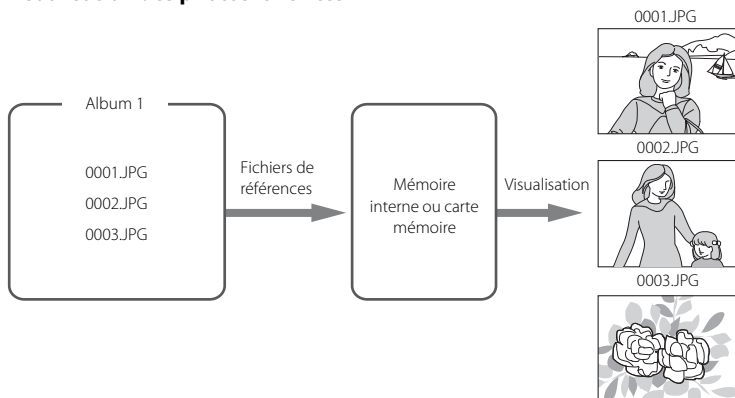 Album 1
0001.JPG
0002.JPG
0003.JPG
Fichiers de
références
Mémoire
interne ou carte
mémoire
Visualisation
0001.JPG
0002.JPG
0003.JPG